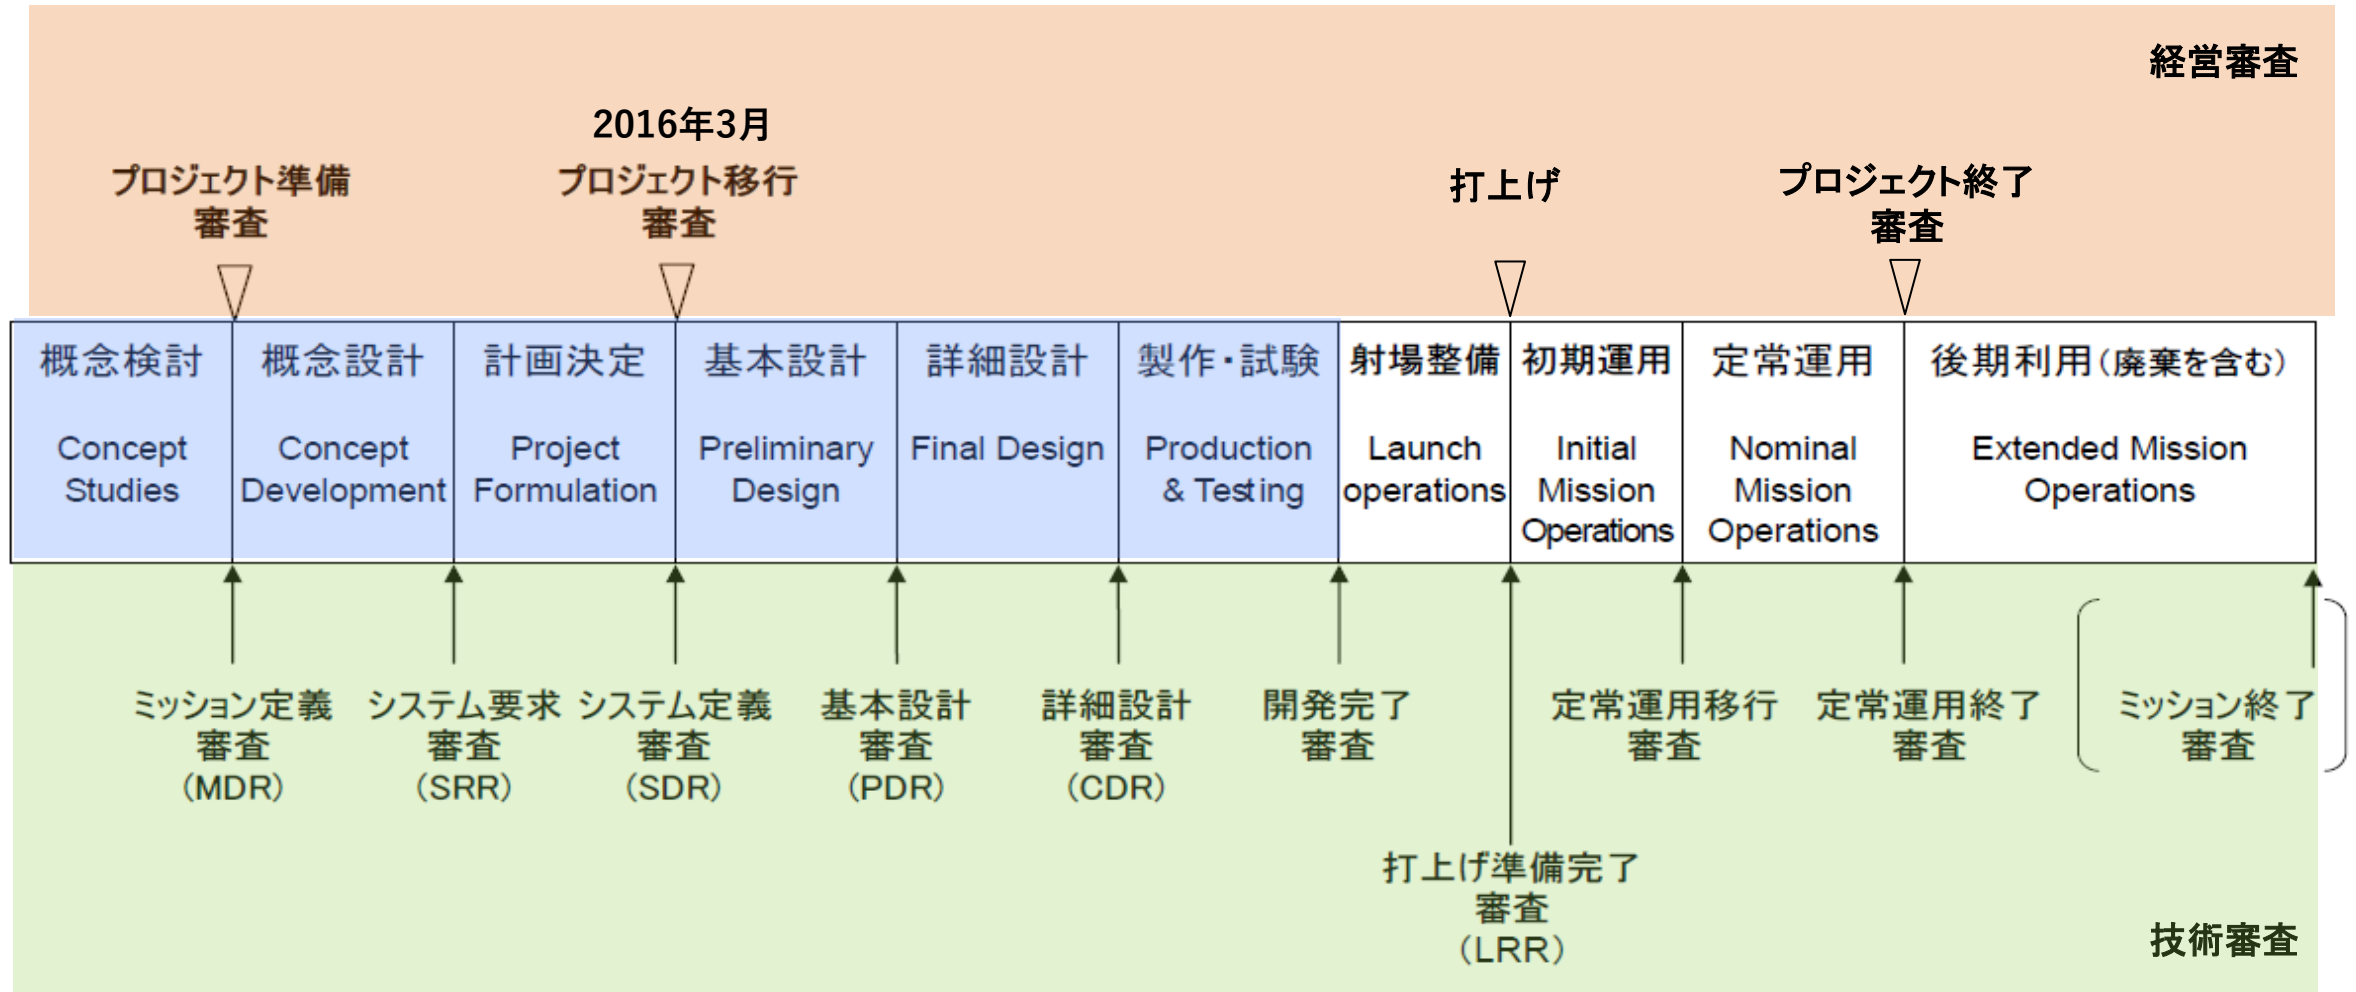 経営審査
2016年3月
プロジェクト準備
審査
プロジェクト移行
審査
打上げ
プロジェクト終了
審査
概念検討
Concept
Studies
概念設計
Concept
Development
計画決定
Project
Formulation
基本設計
Preliminary
Design
詳細設計
Final Design
製作・試験
Production
& Testing
射場整備
Launch
operations
初期運用
Initial
Mission
Operations
定常運用
Nominal
Mission
Operations
後期利用(廃棄を含む)
Extended Mission
Operations
ミッション定義
審査
(MDR)
システム要求
審査
(SRR)
システム定義
審査
(SDR)
基本設計
審査
(PDR)
詳細設計
審査
(CDR)
開発完了
審査
打上げ準備完了
審査
(LRR)
定常運用移行
審査
定常運用終了
審査
ミッション終了
審査
技術審査